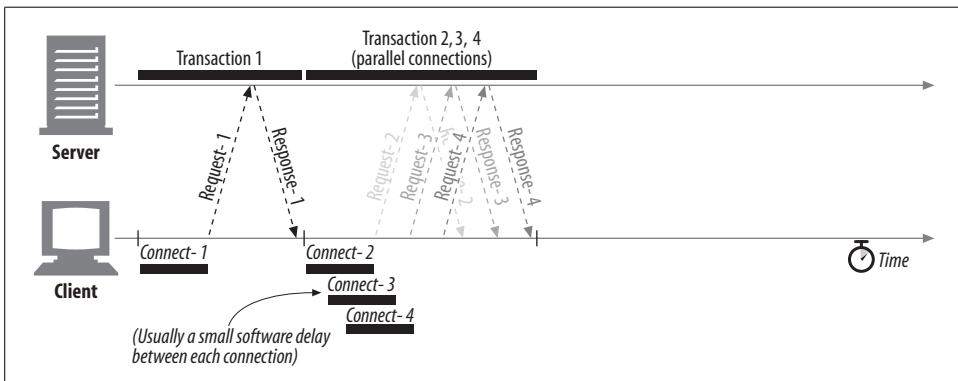 Transaction 1
Transaction 2, 3, 4
(parallel connections)
Server
Request- 1
Response- 1
Request- 2
Request- 3
Request- 4
Response- 3
Response- 4
Client
Connect- 1
Connect- 2
Connect- 3
Connect- 4
Time
(Usually a small software delay
between each connection)